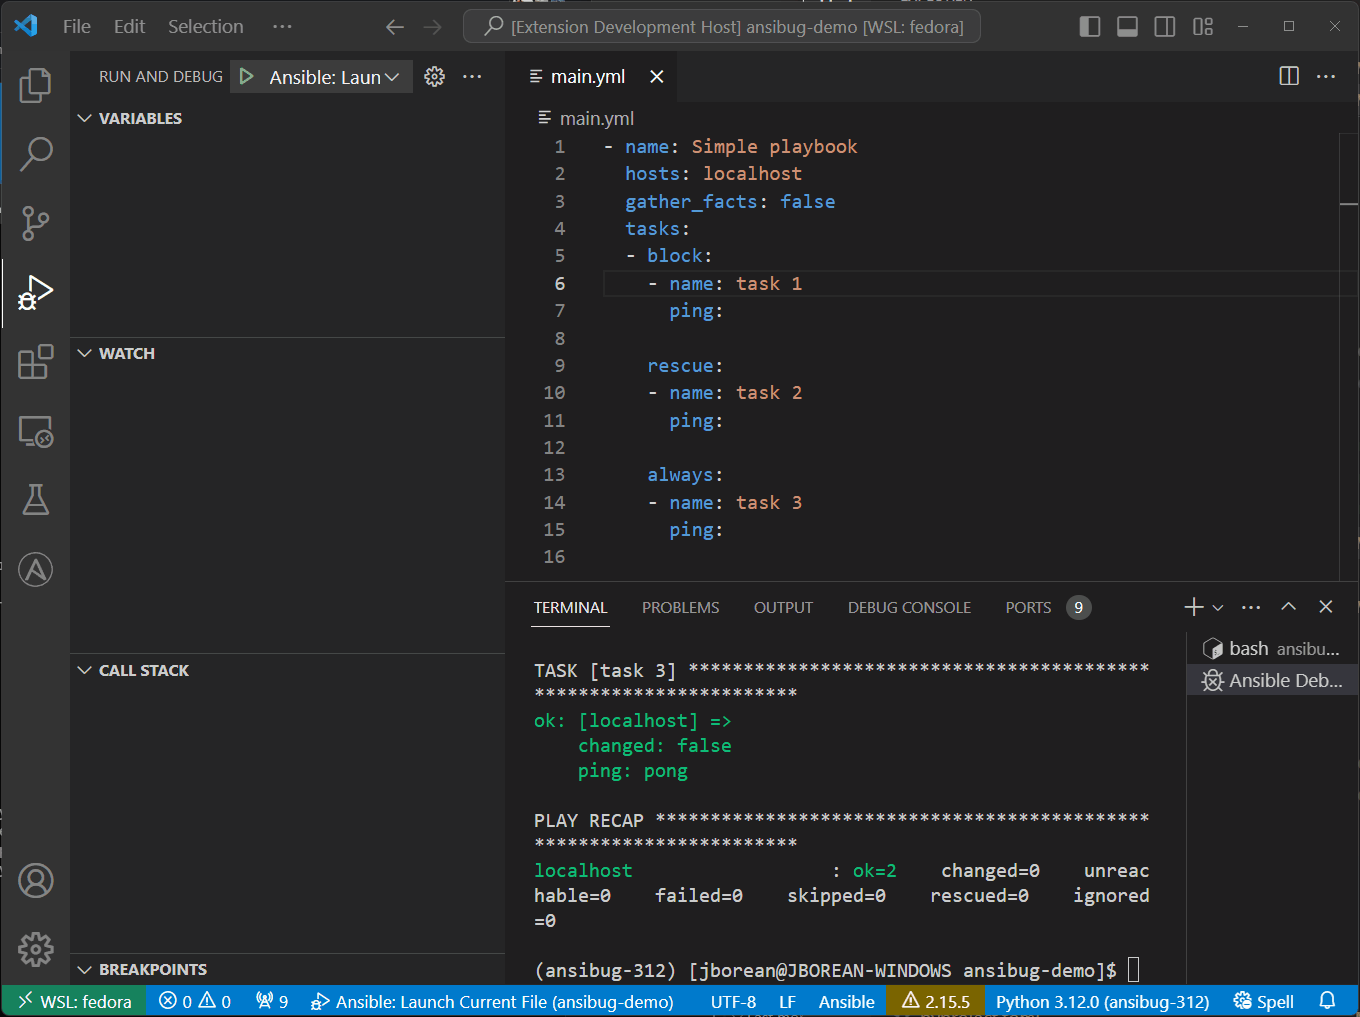 File Edit Selection ··· [Extension Development Host] ansibug-demo [WSL: fedora]
RUN AND DEBUG Ansible: Laun
VARIABLES
WATCH
CALL STACK
BREAKPOINTS
main.yml
main.yml
1 - name: Simple playbook
2 hosts: localhost
3 gather_facts: false
4 tasks:
5 - block:
6 - name: task 1
7 ping:
8
9 rescue:
10 - name: task 2
11 ping:
12
13 always:
14 - name: task 3
15 ping:
16
TERMINAL PROBLEMS OUTPUT DEBUG CONSOLE PORTS 9
bash ansibu...
Ansible Deb...
TASK [task 3] ******************************************
************************
ok: [localhost] =>
changed: false
ping: pong
PLAY RECAP *********************************************
************************
localhost : ok=2 changed=0 unreac
hable=0 failed=0 skipped=0 rescued=0 ignored
=0
(ansibug-312) [jborean@JBOREAN-WINDOWS ansibug-demo]$
WSL: fedora 0 0 9 Ansible: Launch Current File (ansibug-demo) UTF-8 LF Ansible 2.15.5 Python 3.12.0 (ansibug-312) Spell